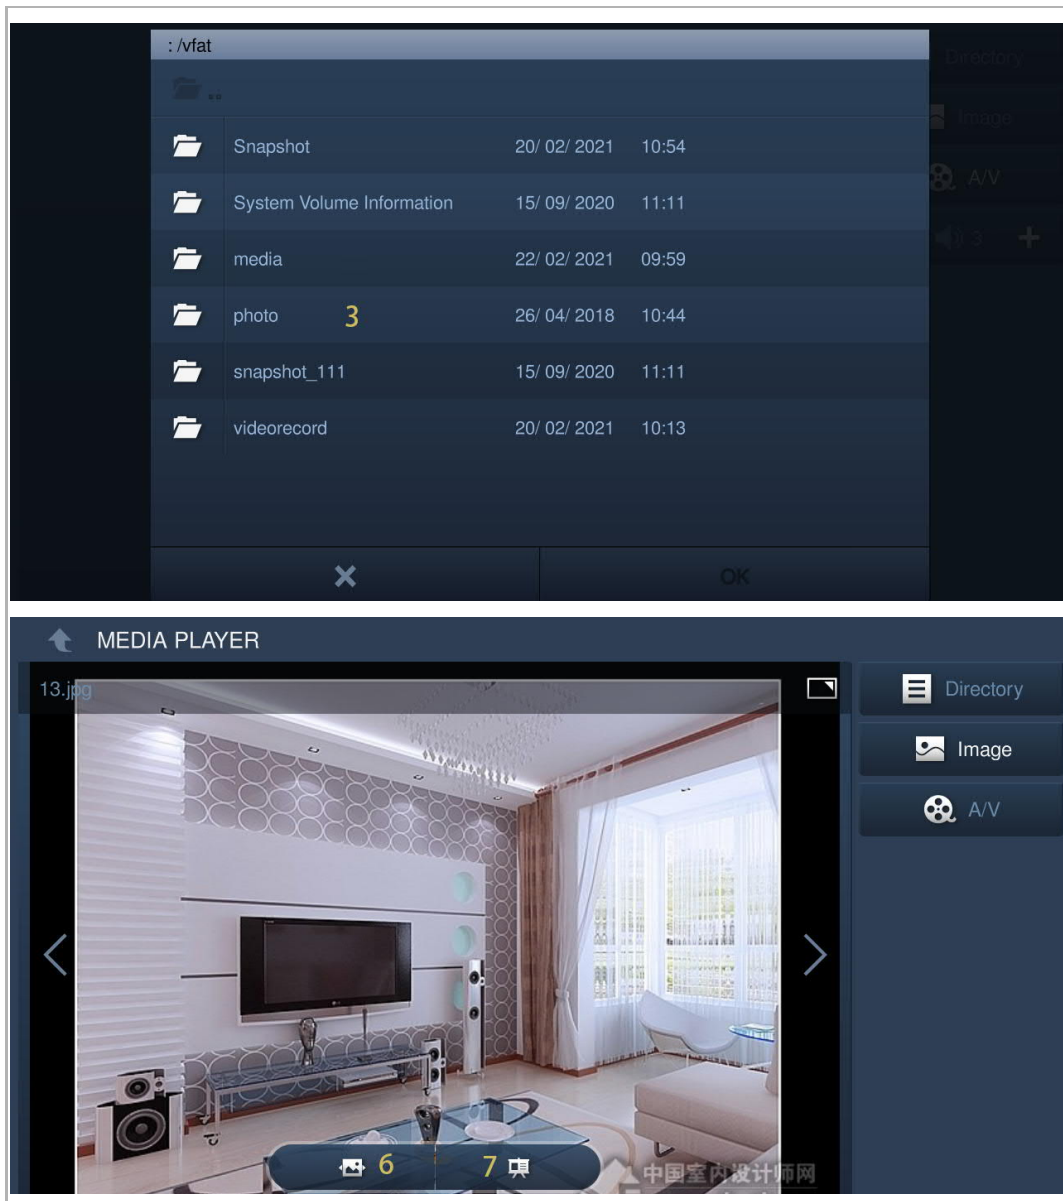 : /vfat
..
Directory
Image
A/V
3
Snapshot 20/ 02/ 2021 10:54
System Volume Information 15/ 09/ 2020 11:11
media 22/ 02/ 2021 09:59
photo 3 26/ 04/ 2018 10:44
snapshot_111 15/ 09/ 2020 11:11
videorecord 20/ 02/ 2021 10:13
OK
MEDIA PLAYER
13.jpg
Directory
Image
A/V
6 7
中国室内设计师网